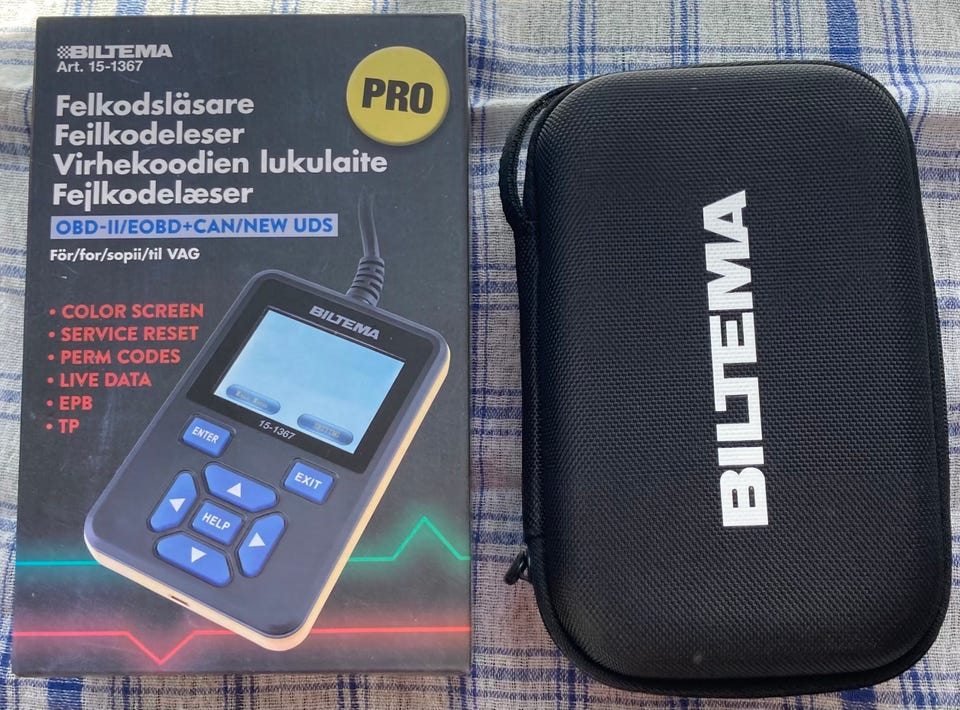 BILTEMA
Art. 15-1367
PRO
Felkodsläsare
Feilkodeleser
Virhekoodien lukulaite
Fejlkodelæser
OBD-II/EOBD+CAN/NEW UDS
För/for/sopii/til VAG
• COLOR SCREEN
• SERVICE RESET
• PERM CODES
• LIVE DATA
• EPB
• TP
BILTEMA
15-1367
ENTER
EXIT
HELP
BILTEMA